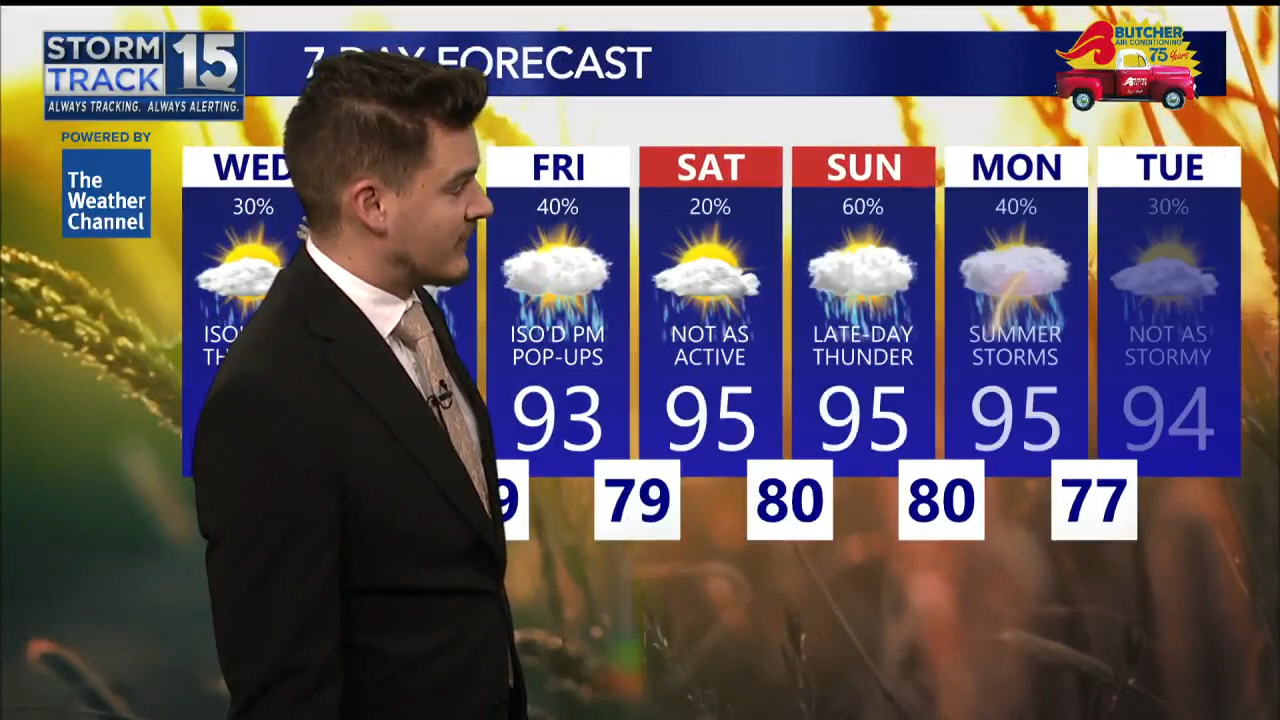 STORM
TRACK
15
ALWAYS TRACKING. ALWAYS ALERTING.
POWERED BY
The
Weather
Channel
FORECAST
BUTCHER
AIR CONDITIONING
75 Years
WED
30%
FRI
40%
ISO'D PM
POP-UPS
93
SAT
20%
NOT AS
ACTIVE
95
SUN
60%
LATE-DAY
THUNDER
95
MON
40%
SUMMER
STORMS
95
TUE
30%
NOT AS
STORMY
94
79
80
80
77